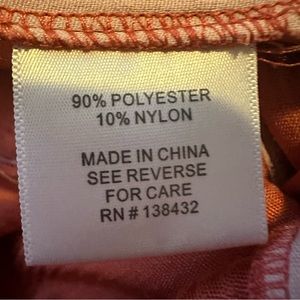 90% POLYESTER
10% NYLON
MADE IN CHINA
SEE REVERSE
FOR CARE
RN # 138432